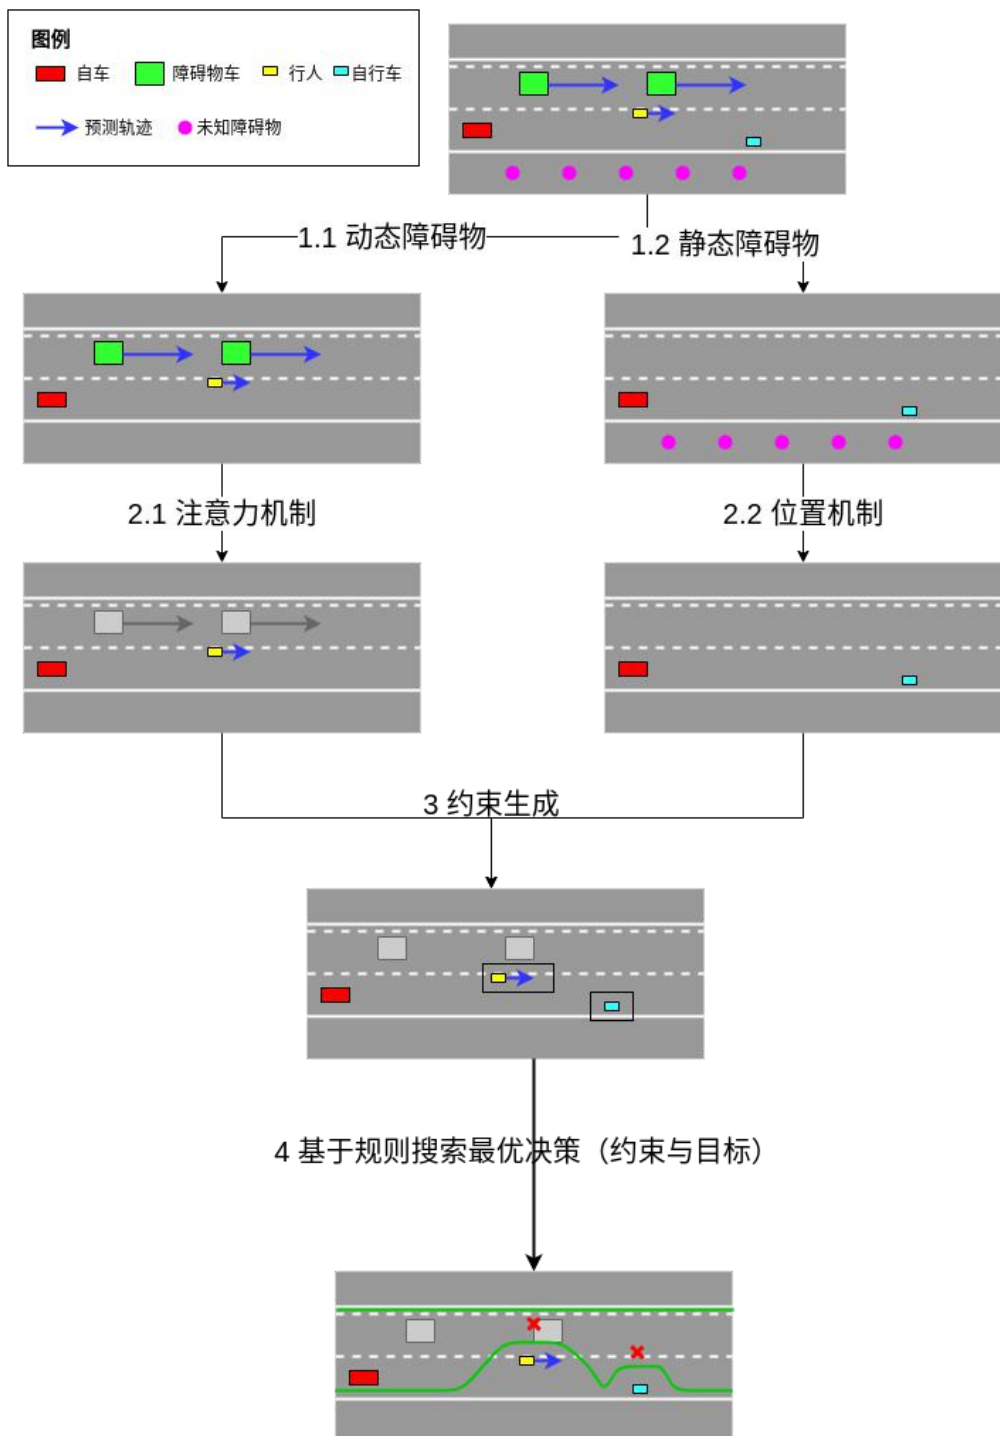 图例
自车 障碍物车 行人 自行车
预测轨迹 未知障碍物
1.1 动态障碍物
1.2 静态障碍物
2.1 注意力机制
2.2 位置机制
3 约束生成
4 基于规则搜索最优决策（约束与目标）